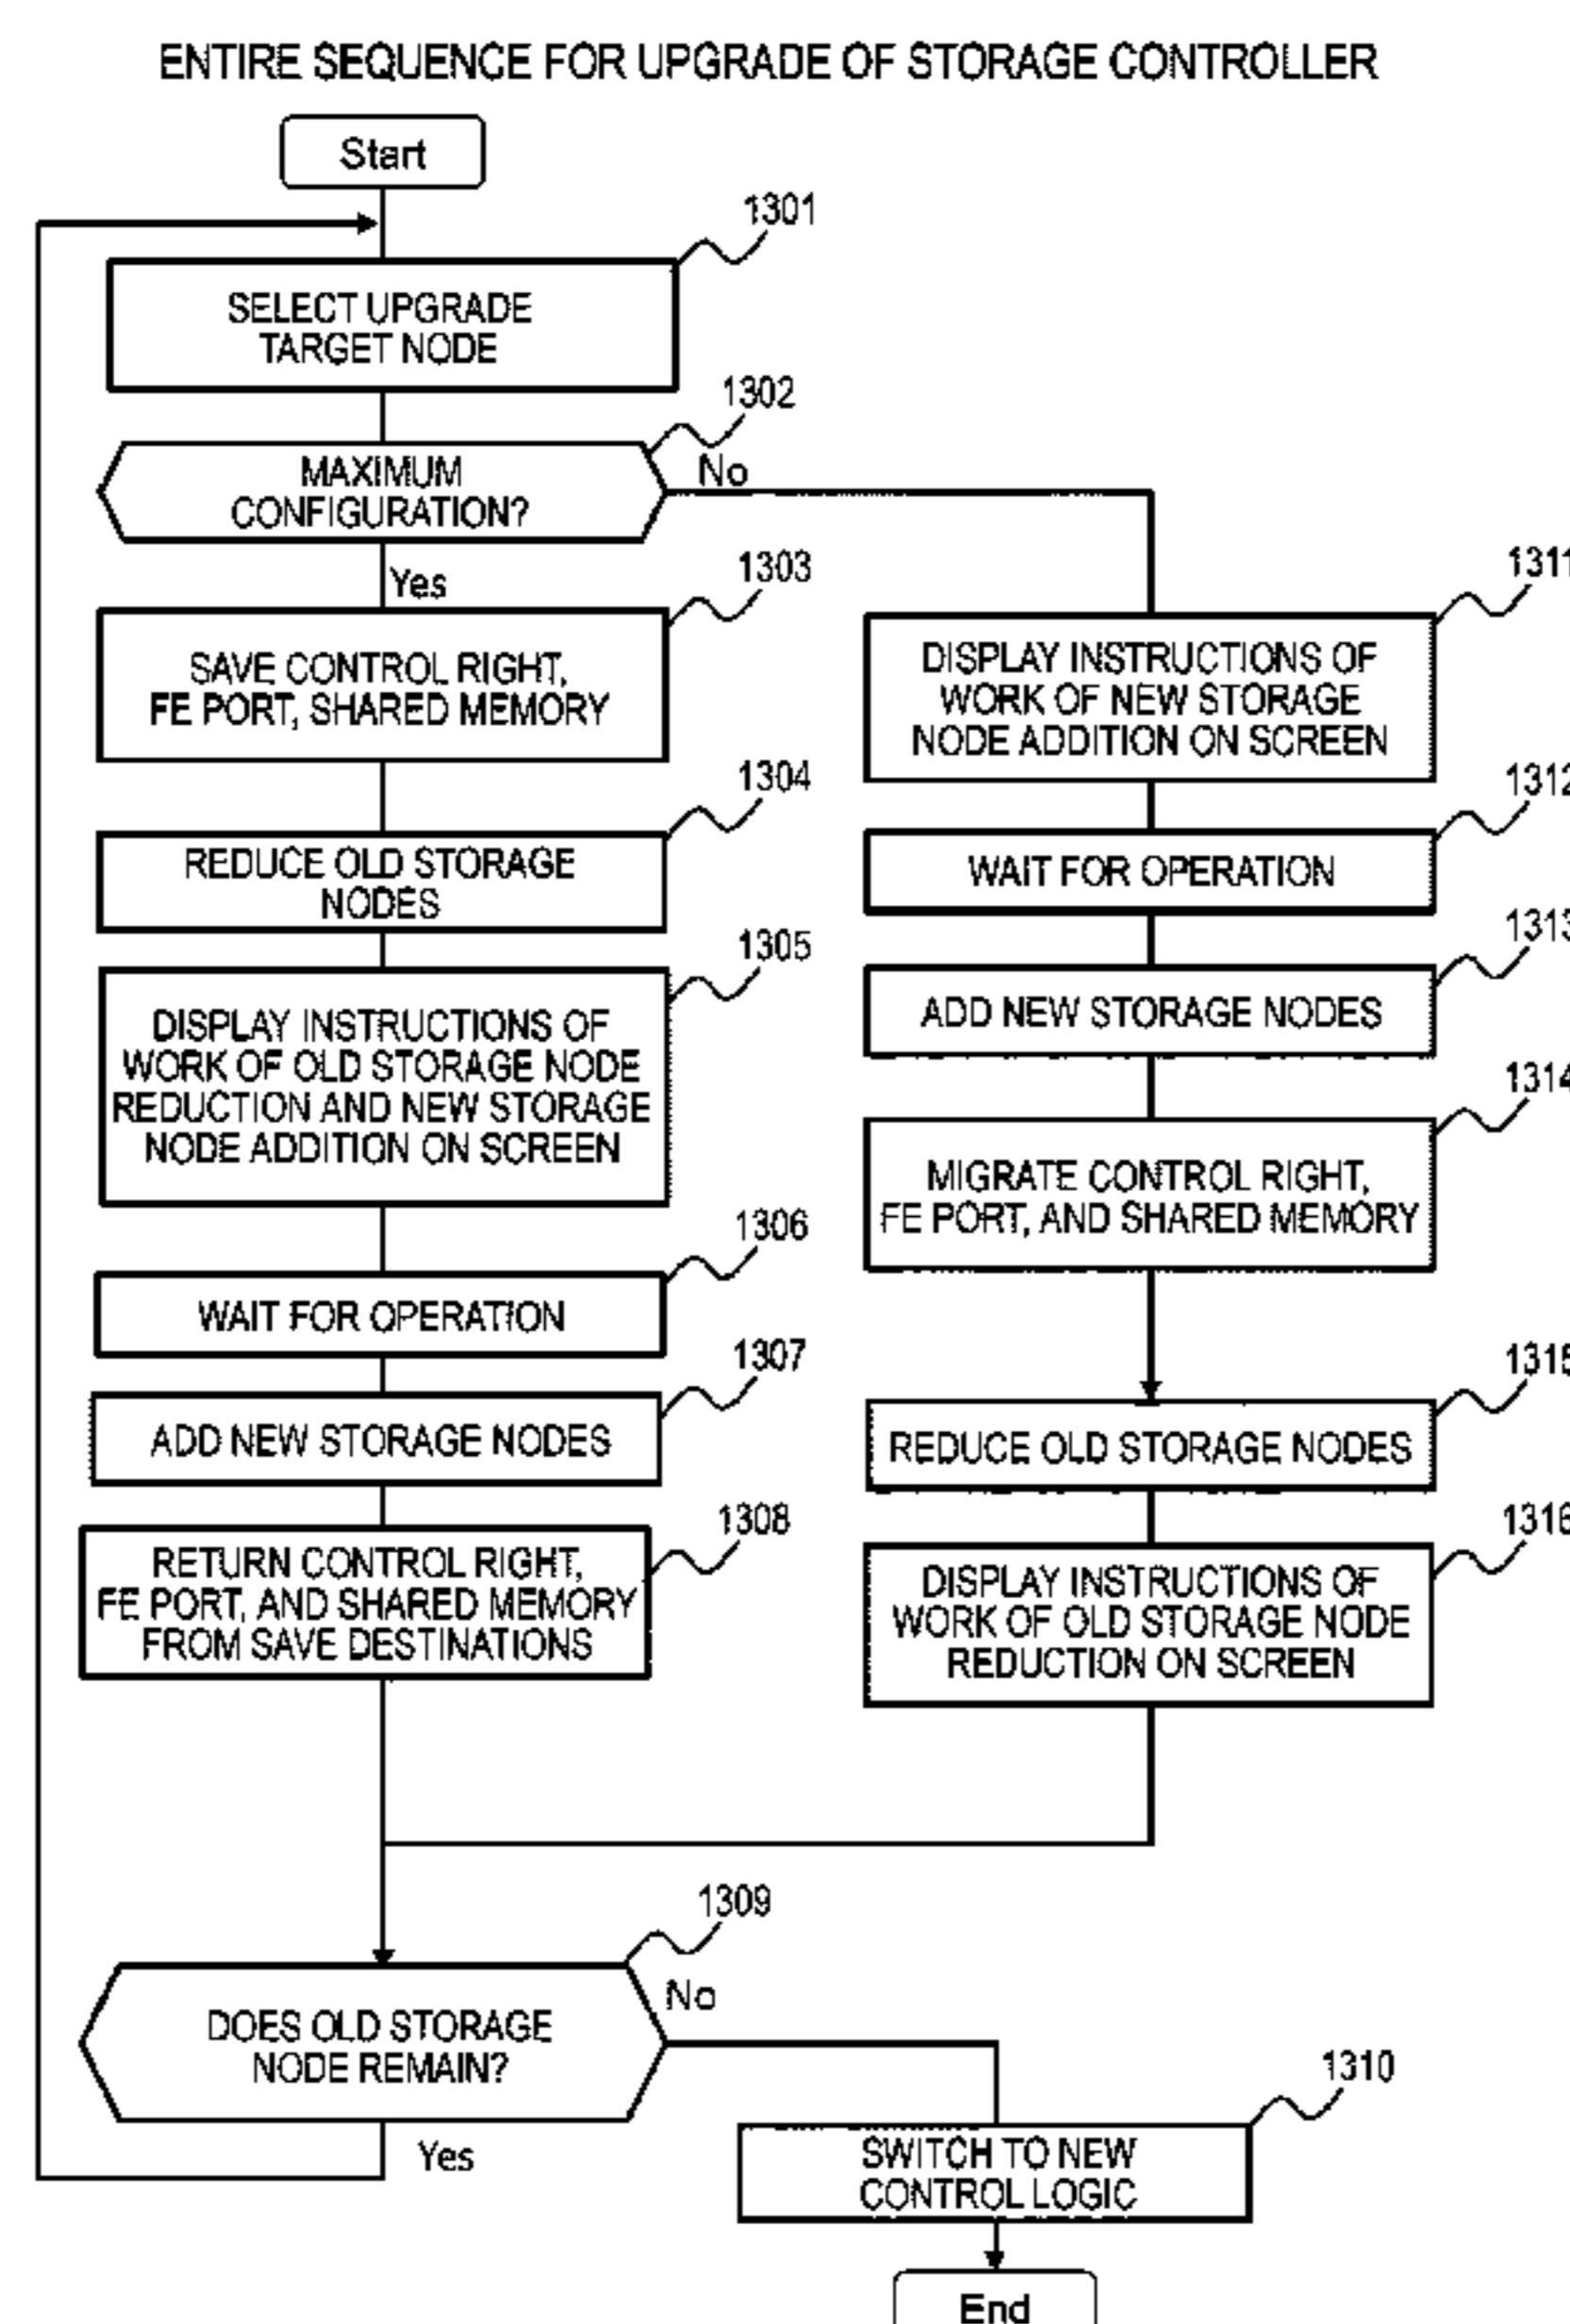 ENTIRE SEQUENCE FOR UPGRADE OF STORAGE CONTROLLER
Start
1301
SELECT UPGRADE
TARGET NODE
1302
MAXIMUM
CONFIGURATION?
No
Yes
1303
SAVE CONTROL RIGHT,
FE PORT, SHARED MEMORY
1304
REDUCE OLD STORAGE
NODES
1305
DISPLAY INSTRUCTIONS OF
WORK OF OLD STORAGE NODE
REDUCTION AND NEW STORAGE
NODE ADDITION ON SCREEN
1306
WAIT FOR OPERATION
1307
ADD NEW STORAGE NODES
1308
RETURN CONTROL RIGHT,
FE PORT, AND SHARED MEMORY
FROM SAVE DESTINATIONS
1311
DISPLAY INSTRUCTIONS OF
WORK OF NEW STORAGE
NODE ADDITION ON SCREEN
1312
WAIT FOR OPERATION
1313
ADD NEW STORAGE NODES
1314
MIGRATE CONTROL RIGHT,
FE PORT, AND SHARED MEMORY
1315
REDUCE OLD STORAGE NODES
1316
DISPLAY INSTRUCTIONS OF
WORK OF OLD STORAGE NODE
REDUCTION ON SCREEN
1309
DOES OLD STORAGE
NODE REMAIN?
No
Yes
1310
SWITCH TO NEW
CONTROL LOGIC
End